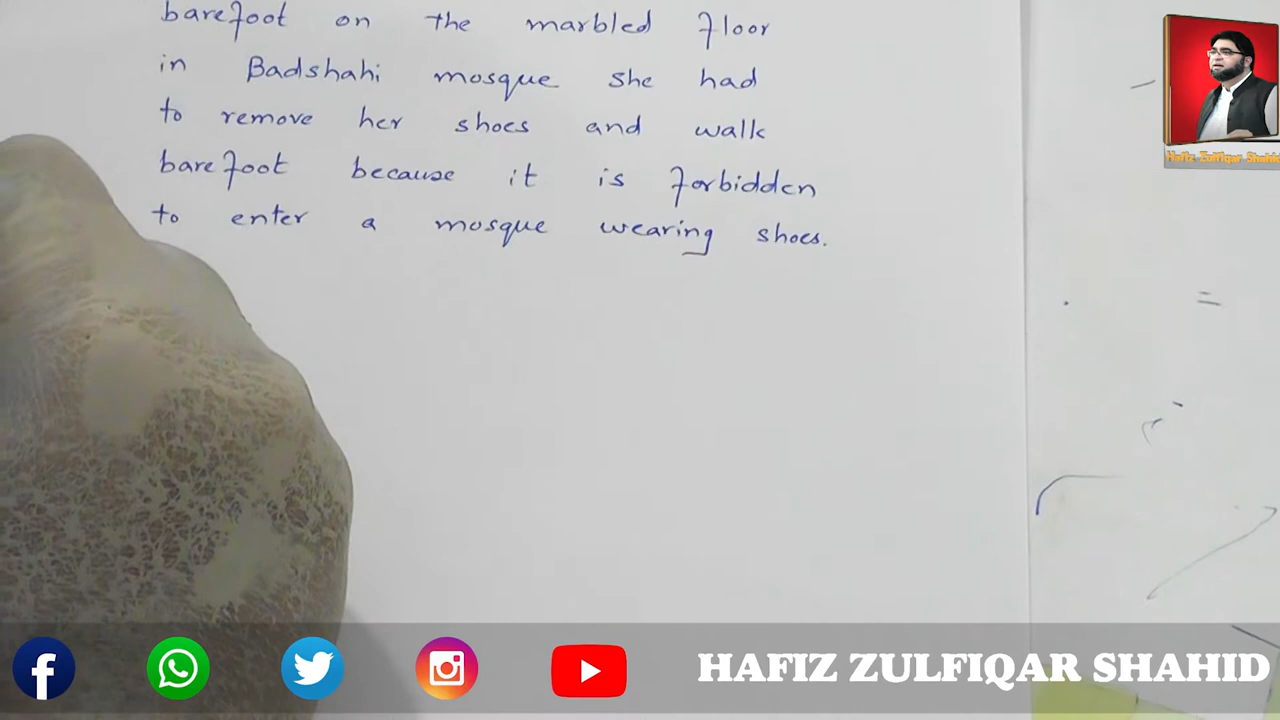 barefoot on the marbled floor
in Badshahi mosque she had
to remove her shoes and walk
barefoot because it is forbidden
to enter a mosque wearing shoes.
Hafiz Zulfiqar Shahid
HAFIZ ZULFIQAR SHAHID